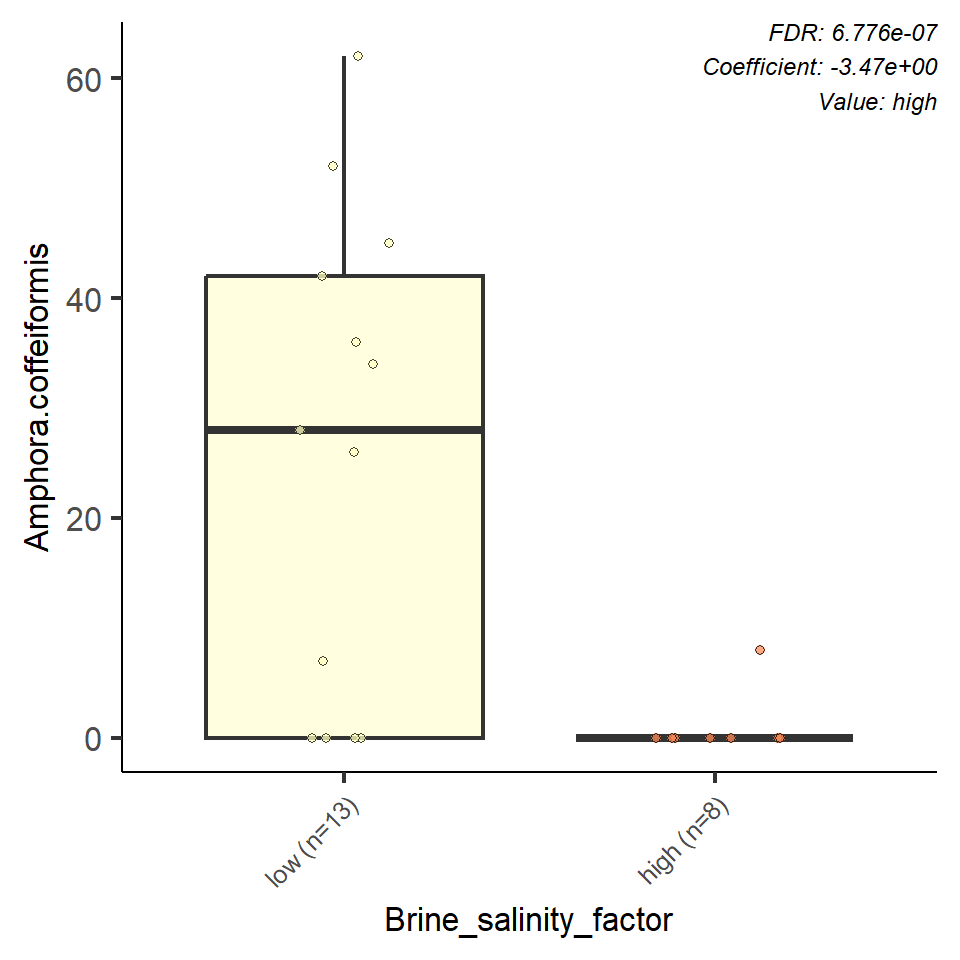 FDR: 6.776e-07
Coefficient: -3.47e+00
Value: high
Amphora.coffeiformis
60
40
20
0
low (n=13)
high (n=8)
Brine_salinity_factor